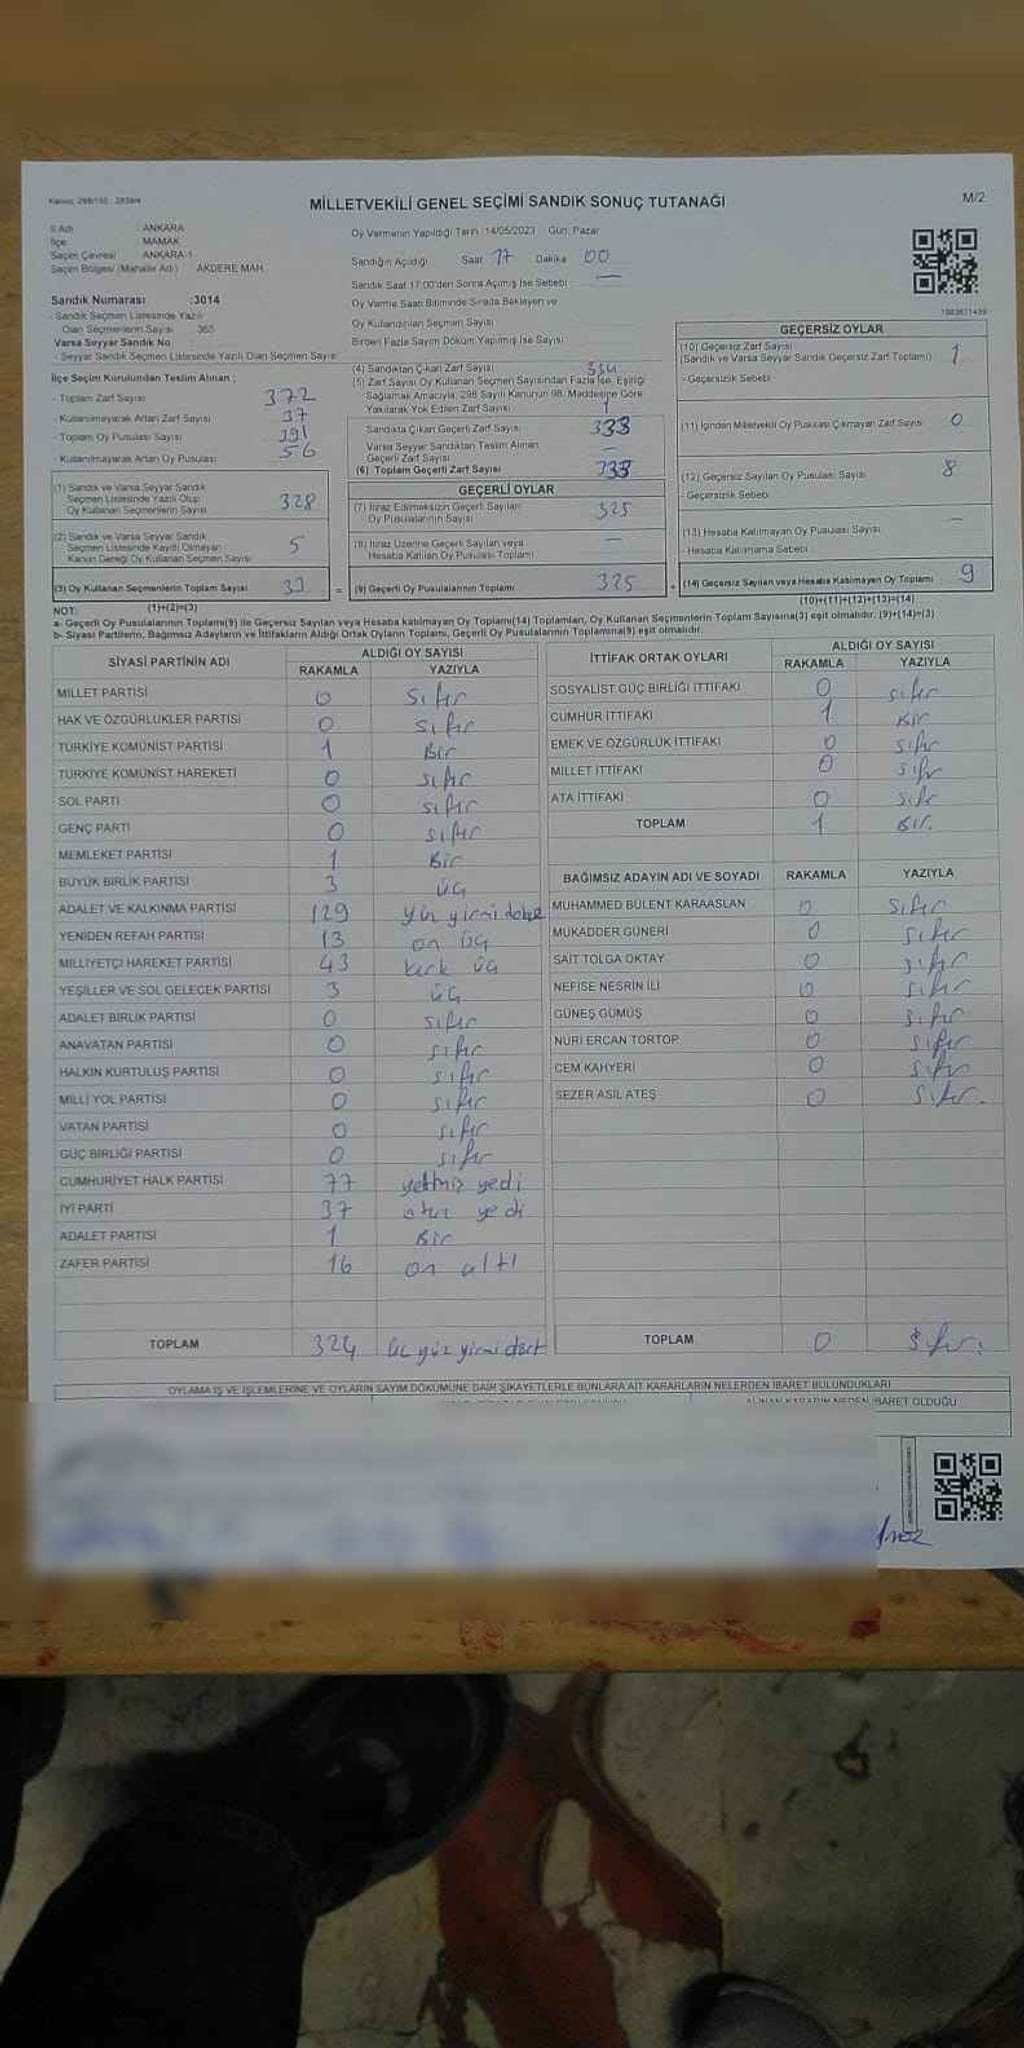 MİLLETVEKİLİ GENEL SEÇİMİ SANDIK SONUÇ TUTANAĞI
M/2
İl Adı : ANKARA
İlçe : MAMAK
Seçim Çevresi : ANKARA-1
Seçim Bölgesi (Mahalle Adı) : AKDERE MAH.
Sandık Numarası :3014
- Sandık Seçmen Listesinde Yazılı
Olan Seçmenlerin Sayısı : 365
Varsa Seyyar Sandık No :
- Seyyar Sandık Seçmen Listesinde Yazılı Olan Seçmen Sayısı:
İlçe Seçim Kurulundan Teslim Alınan ;
- Toplam Zarf Sayısı : 372
- Kullanılmayarak Artan Zarf Sayısı : 37
- Toplam Oy Pusulası Sayısı : 391
- Kullanılmayarak Artan Oy Pusulası : 56
(1) Sandık ve Varsa Seyyar Sandık
Seçmen Listesinde Yazılı Olup
Oy Kullanan Seçmenlerin Sayısı 328
(2) Sandık ve Varsa Seyyar Sandık
Seçmen Listesinde Kayıtlı Olmayan
Kanun Gereği Oy Kullanan Seçmen Sayısı 5
(3) Oy Kullanan Seçmenlerin Toplam Sayısı =
(1)+(2)=(3)
Oy Vermenin Yapıldığı Tarih :14/05/2023 Gün: Pazar
Sandığın Açıldığı Saat 17 Dakika 00
Sandık Saat 17:00'den Sonra Açılmış İse Sebebi : —
Oy Verme Saati Bitiminde Sırada Bekleyen ve
Oy Kullandırılan Seçmen Sayısı
Birden Fazla Sayım Döküm Yapılmış İse Sayısı
(4) Sandıktan Çıkan Zarf Sayısı 334
(5) Zarf Sayısı Oy Kullanan Seçmen Sayısından Fazla İse, Eşitliği
Sağlamak Amacıyla, 298 Sayılı Kanunun 98. Maddesine Göre
Yakılarak Yok Edilen Zarf Sayısı 1
Sandıkta Çıkan Geçerli Zarf Sayısı 333
Varsa Seyyar Sandıktan Teslim Alınan
Geçerli Zarf Sayısı —
(6) Toplam Geçerli Zarf Sayısı 333
GEÇERLİ OYLAR
(7) İtiraz Edilmeksizin Geçerli Sayılan
Oy Pusulalarının Sayısı 325
(8) İtiraz Üzerine Geçerli Sayılan veya
Hesaba Katılan Oy Pusulası Toplamı —
(9) Geçerli Oy Pusulalarının Toplamı 325 +
GEÇERSİZ OYLAR
(10) Geçersiz Zarf Sayısı
(Sandık ve Varsa Seyyar Sandık Geçersiz Zarf Toplamı) 1
- Geçersizlik Sebebi :
(11) İçinden Milletvekili Oy Pusulası Çıkmayan Zarf Sayısı 0
(12) Geçersiz Sayılan Oy Pusulası Sayısı 8
- Geçersizlik Sebebi :
(13) Hesaba Katılmayan Oy Pusulası Sayısı —
- Hesaba Katılmama Sebebi :
(14) Geçersiz Sayılan veya Hesaba Katılmayan Oy Toplamı 9
(10)+(11)+(12)+(13)=(14)
NOT:
a- Geçerli Oy Pusulalarının Toplamı(9) ile Geçersiz Sayılan veya Hesaba katılmayan Oy Toplamı(14) Toplamları, Oy Kullanan Seçmenlerin Toplam Sayısına(3) eşit olmalıdır. (9)+(14)=(3)
b- Siyasi Partilerin, Bağımsız Adayların ve İttifakların Aldığı Ortak Oyların Toplamı, Geçerli Oy Pusulalarının Toplamına(9) eşit olmalıdır.
SİYASİ PARTİNİN ADI ALDIĞI OY SAYISI
RAKAMLA YAZIYLA
MİLLET PARTİSİ 0 sıfır
HAK VE ÖZGÜRLÜKLER PARTİSİ 0 sıfır
TÜRKİYE KOMÜNİST PARTİSİ 1 Bir
TÜRKİYE KOMÜNİST HAREKETİ 0 sıfır
SOL PARTİ 0 sıfır
GENÇ PARTİ 0 sıfır
MEMLEKET PARTİSİ 1 Bir
BÜYÜK BİRLİK PARTİSİ 3 üç
ADALET VE KALKINMA PARTİSİ 129 yüz yirmi dokuz
YENİDEN REFAH PARTİSİ 13 on üç
MİLLİYETÇİ HAREKET PARTİSİ 43 kırk üç
YEŞİLLER VE SOL GELECEK PARTİSİ 3 üç
ADALET BİRLİK PARTİSİ 0 sıfır
ANAVATAN PARTİSİ 0 sıfır
HALKIN KURTULUŞ PARTİSİ 0 sıfır
MİLLİ YOL PARTİSİ 0 sıfır
VATAN PARTİSİ 0 sıfır
GÜÇ BİRLİĞİ PARTİSİ 0 sıfır
CUMHURİYET HALK PARTİSİ 77 yetmiş yedi
İYİ PARTİ 37 otuz yedi
ADALET PARTİSİ 1 Bir
ZAFER PARTİSİ 16 on altı
TOPLAM 324 üç yüz yirmi dört
İTTİFAK ORTAK OYLARI ALDIĞI OY SAYISI
RAKAMLA YAZIYLA
SOSYALİST GÜÇ BİRLİĞİ İTTİFAKI 0 sıfır
CUMHUR İTTİFAKI 1 Bir
EMEK VE ÖZGÜRLÜK İTTİFAKI 0 sıfır
MİLLET İTTİFAKI 0 sıfır
ATA İTTİFAKI 0 sıfır
TOPLAM 1 Bir.
BAĞIMSIZ ADAYIN ADI VE SOYADI RAKAMLA YAZIYLA
MUHAMMED BÜLENT KARAASLAN 0 sıfır
MUKADDER GÜNERİ 0 sıfır
SAİT TOLGA OKTAY 0 sıfır
NEFİSE NESRİN İLİ 0 sıfır
GÜNEŞ GÜMÜŞ 0 sıfır
NURİ ERCAN TORTOP 0 sıfır
CEM KAHYERİ 0 sıfır
SEZER ASİL ATEŞ 0 sıfır.
TOPLAM 0 sıfır.
OYLAMA İŞ VE İŞLEMLERİNE VE OYLARIN SAYIM DÖKÜMÜNE DAİR ŞİKAYETLERLE BUNLARA AİT KARARLARIN NELERDEN İBARET BULUNDUKLARI
ALINAN KARARIN NEDEN İBARET OLDUĞU